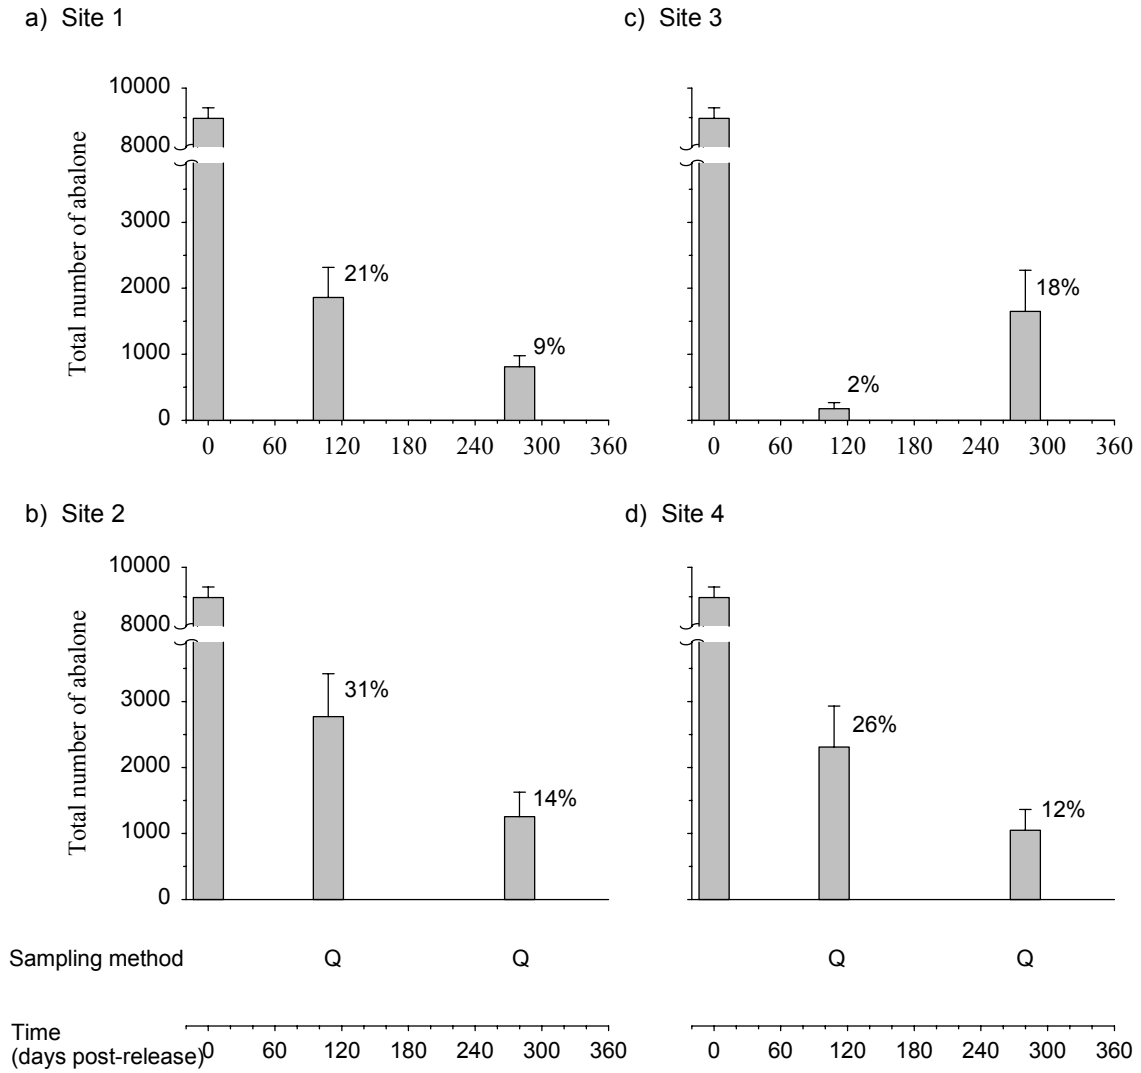 a) Site 1
c) Site 3
Total number of abalone
10000
8000
3000
2000
1000
0
21%
9%
2%
18%
0 60 120 180 240 300 360
0 60 120 180 240 300 360
b) Site 2
d) Site 4
Total number of abalone
10000
8000
3000
2000
1000
0
31%
14%
26%
12%
Sampling method Q Q Q Q
Time
(days post-release)
0 60 120 180 240 300 360
0 60 120 180 240 300 360